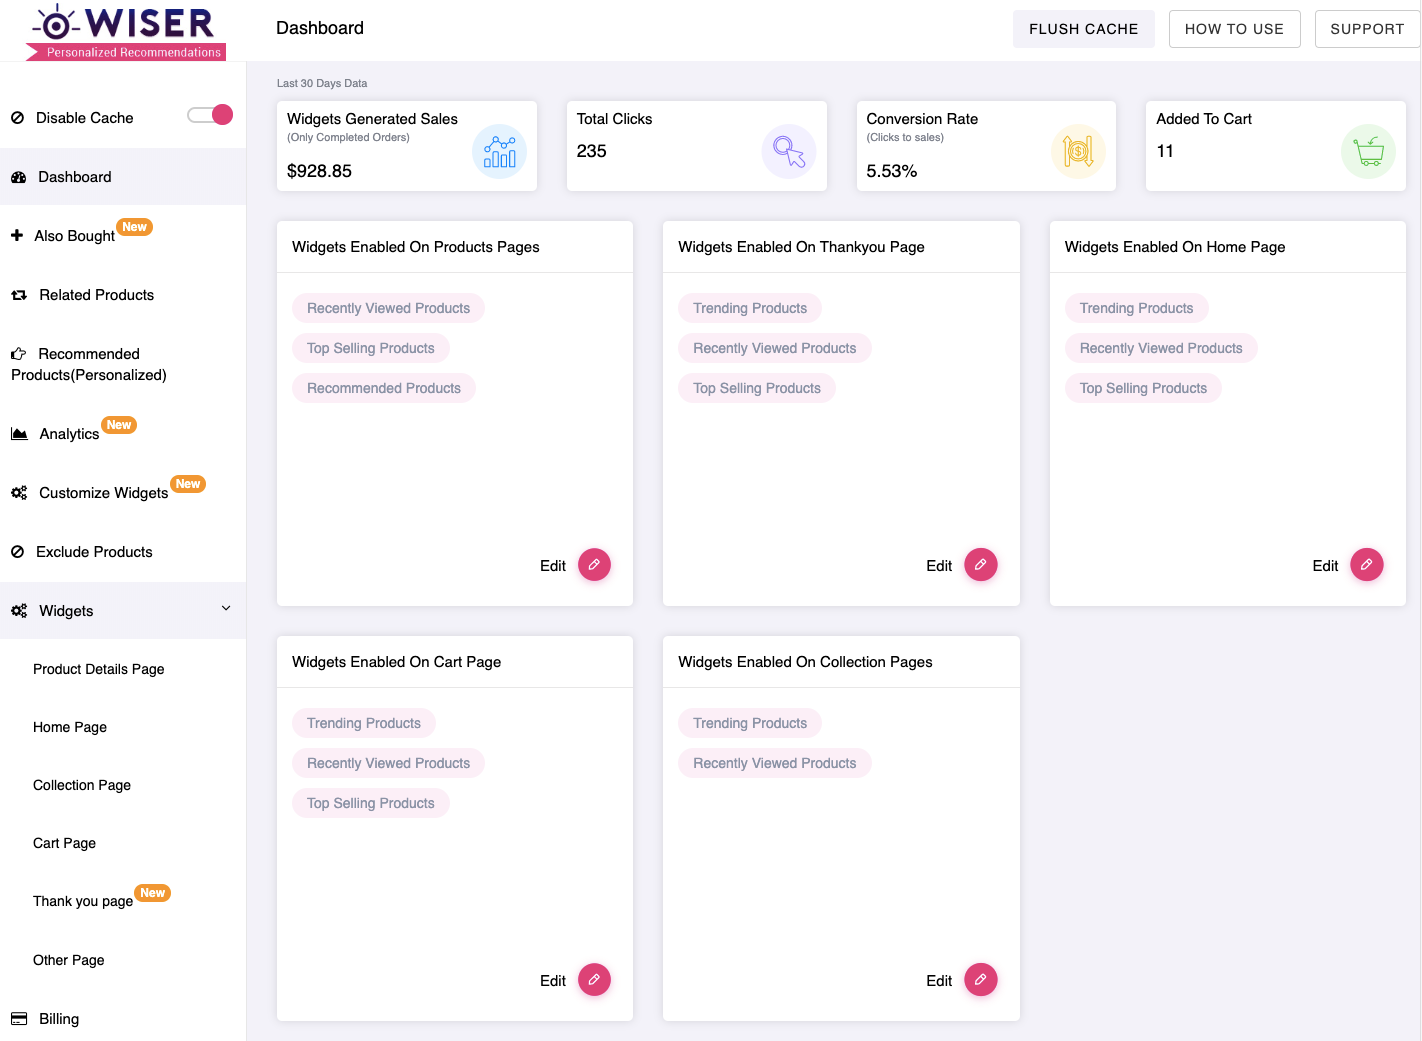 WISER
Personalized Recommendations
Dashboard
FLUSH CACHE
HOW TO USE
SUPPORT
Disable Cache
Dashboard
Also Bought New
Related Products
Recommended
Products(Personalized)
Analytics New
Customize Widgets New
Exclude Products
Widgets
Product Details Page
Home Page
Collection Page
Cart Page
Thank you page New
Other Page
Billing
Last 30 Days Data
Widgets Generated Sales
(Only Completed Orders)
$928.85
Total Clicks
235
Conversion Rate
(Clicks to sales)
5.53%
$
Added To Cart
11
Widgets Enabled On Products Pages
Recently Viewed Products
Top Selling Products
Recommended Products
Edit
Widgets Enabled On Thankyou Page
Trending Products
Recently Viewed Products
Top Selling Products
Edit
Widgets Enabled On Home Page
Trending Products
Recently Viewed Products
Top Selling Products
Edit
Widgets Enabled On Cart Page
Trending Products
Recently Viewed Products
Top Selling Products
Edit
Widgets Enabled On Collection Pages
Trending Products
Recently Viewed Products
Edit